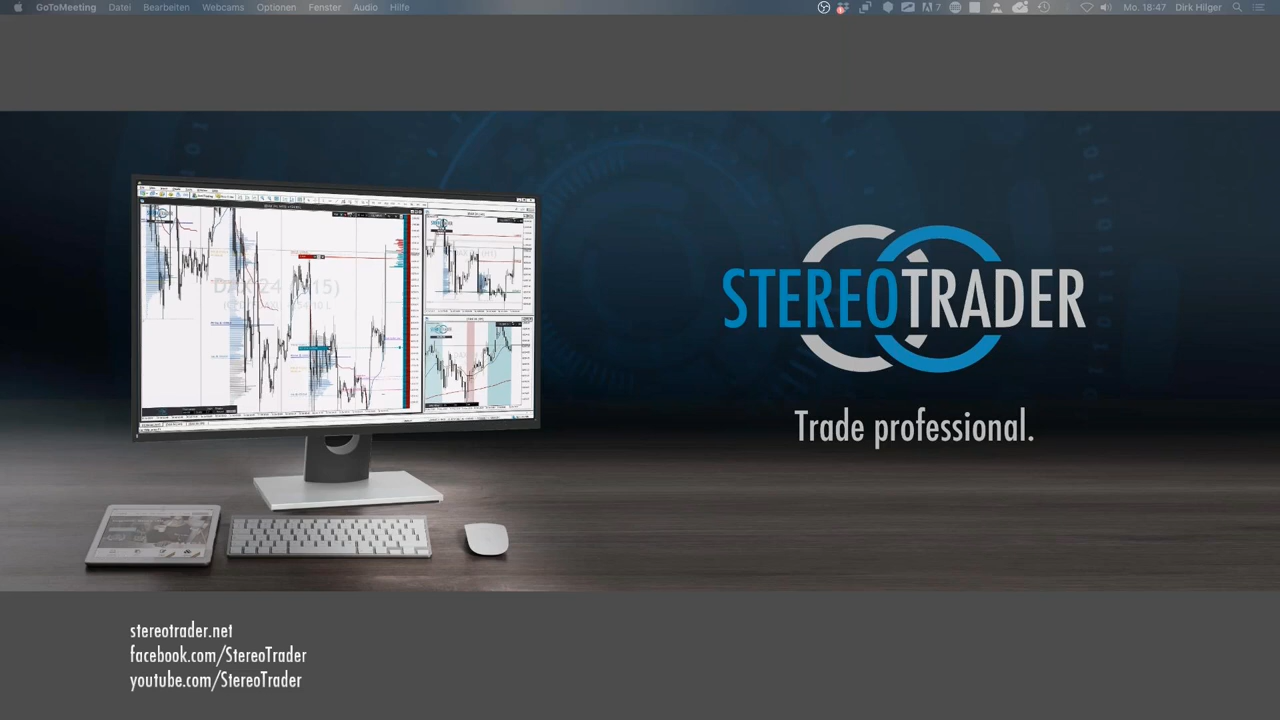 GoToMeeting Datei Bearbeiten Webcams Optionen Fenster Audio Hilfe 7 Mo. 18:47 Dirk Hilger
STEREOTRADER
Trade professional.
stereotrader.net
facebook.com/StereoTrader
youtube.com/StereoTrader